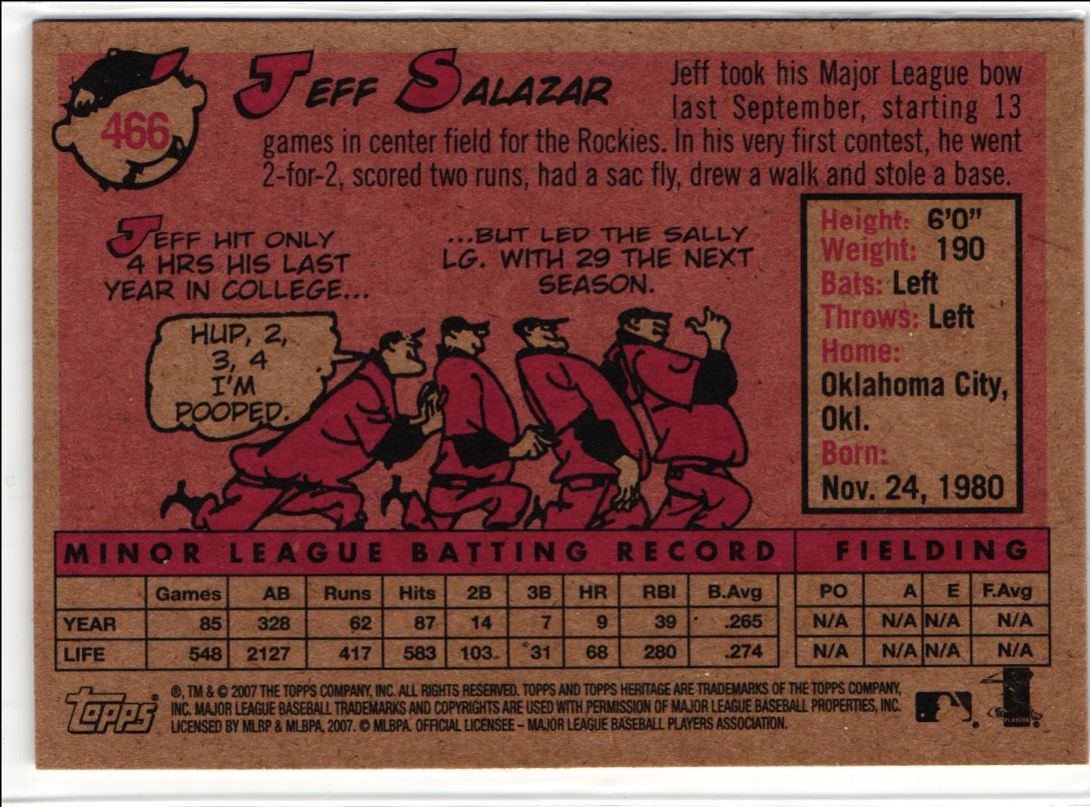 466
JEFF SALAZAR
Jeff took his Major League bow
last September, starting 13
games in center field for the Rockies. In his very first contest, he went
2-for-2, scored two runs, had a sac fly, drew a walk and stole a base.
JEFF HIT ONLY
4 HRS HIS LAST
YEAR IN COLLEGE...
...BUT LED THE SALLY
LG. WITH 29 THE NEXT
SEASON.
HUP, 2,
3, 4
I'M
POOPED.
Height: 6'0"
Weight: 190
Bats: Left
Throws: Left
Home:
Oklahoma City,
Okl.
Born:
Nov. 24, 1980
MINOR LEAGUE BATTING RECORD FIELDING
Games AB Runs Hits 2B 3B HR RBI B.Avg PO A E F.Avg
YEAR 85 328 62 87 14 7 9 39 .265 N/A N/A N/A N/A
LIFE 548 2127 417 583 103 31 68 280 .274 N/A N/A N/A N/A
Topps
®, TM & © 2007 THE TOPPS COMPANY, INC. ALL RIGHTS RESERVED. TOPPS AND TOPPS HERITAGE ARE TRADEMARKS OF THE TOPPS COMPANY,
INC. MAJOR LEAGUE BASEBALL TRADEMARKS AND COPYRIGHTS ARE USED WITH PERMISSION OF MAJOR LEAGUE BASEBALL PROPERTIES, INC.
LICENSED BY MLBP & MLBPA, 2007. © MLBPA. OFFICIAL LICENSEE – MAJOR LEAGUE BASEBALL PLAYERS ASSOCIATION.
PLAYERS